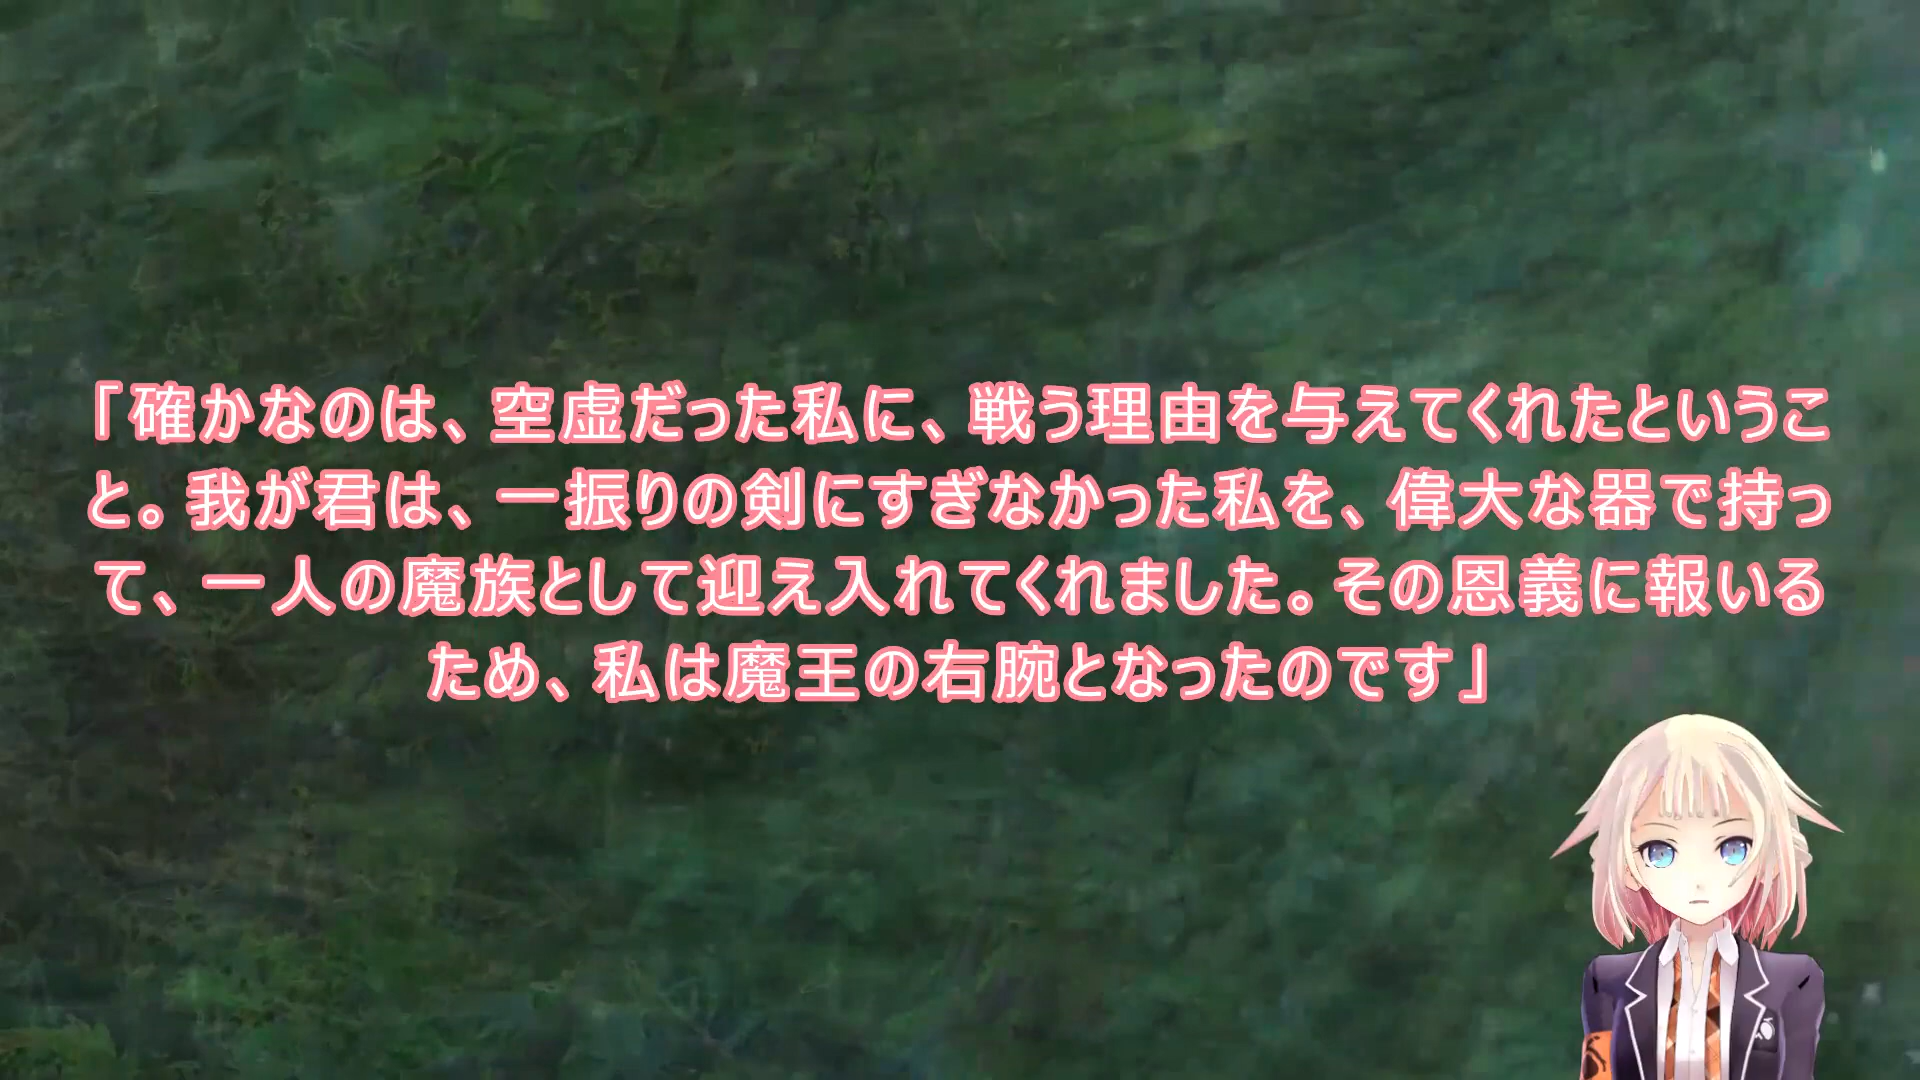 「確かなのは、空虚だった私に、戦う理由を与えてくれたというこ
と。我が君は、一振りの剣にすぎなかった私を、偉大な器で持っ
て、一人の魔族として迎え入れてくれました。その恩義に報いる
ため、私は魔王の右腕となったのです」